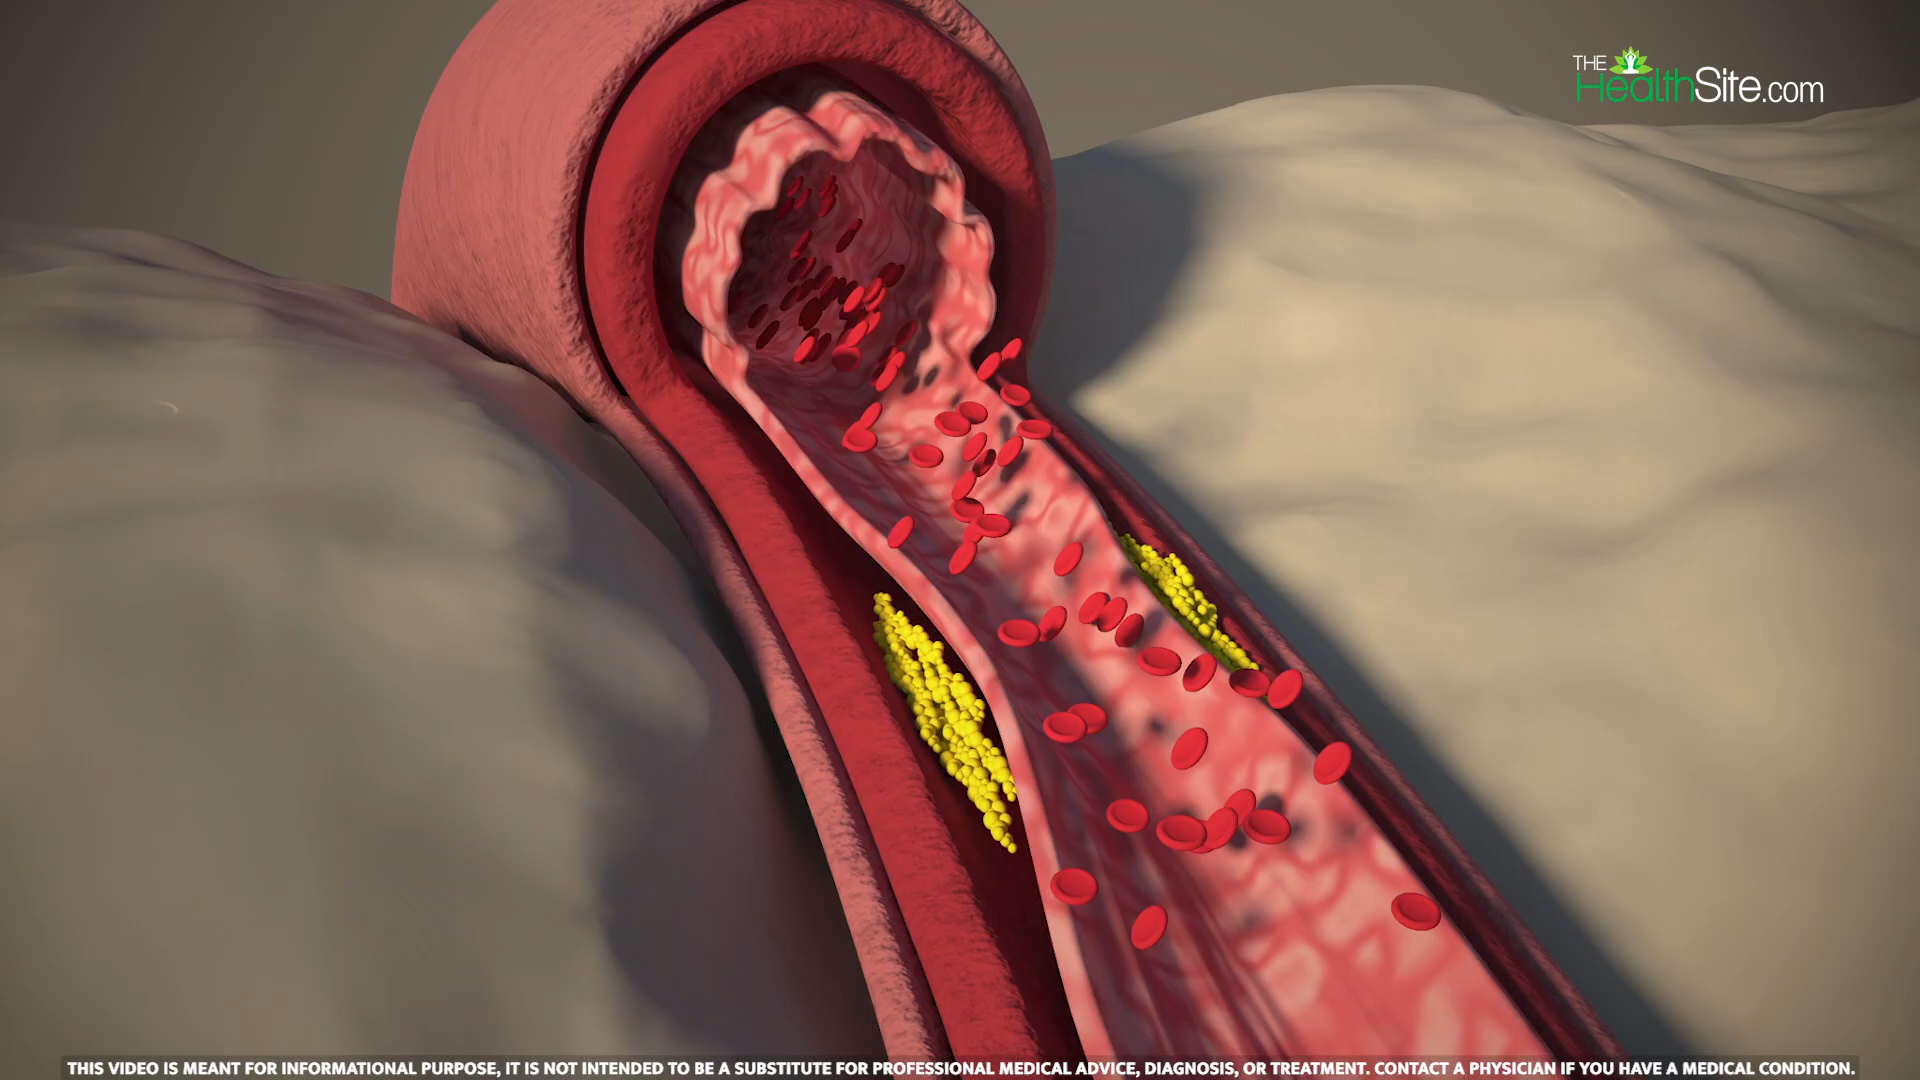 THE
HealthSite.com
THIS VIDEO IS MEANT FOR INFORMATIONAL PURPOSE, IT IS NOT INTENDED TO BE A SUBSTITUTE FOR PROFESSIONAL MEDICAL ADVICE, DIAGNOSIS, OR TREATMENT. CONTACT A PHYSICIAN IF YOU HAVE A MEDICAL CONDITION.